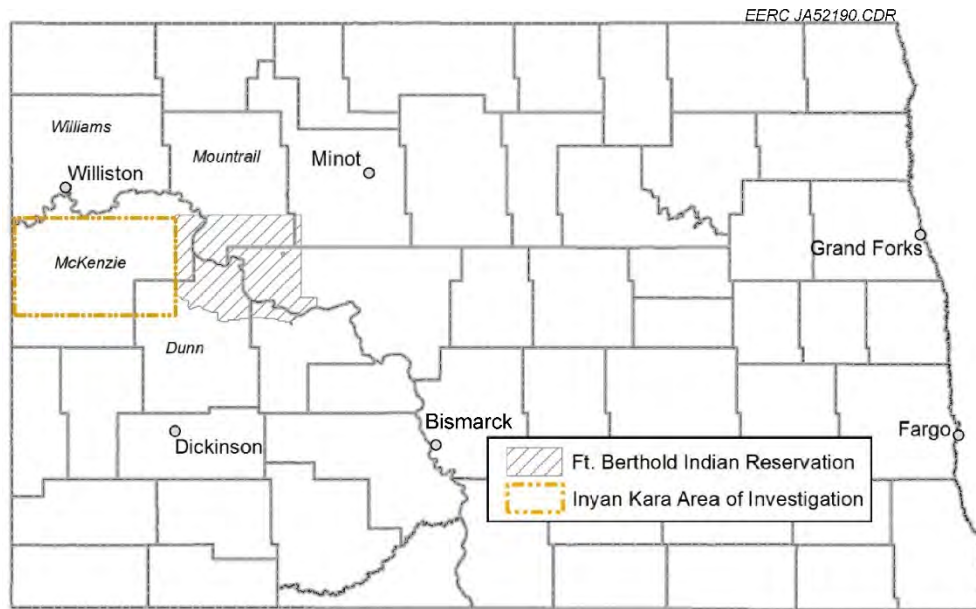 EERC JA52190.CDR
Williams
Mountrail
Minot
Williston
Grand Forks
McKenzie
Dunn
Bismarck
Fargo
Dickinson
Ft. Berthold Indian Reservation
Inyan Kara Area of Investigation